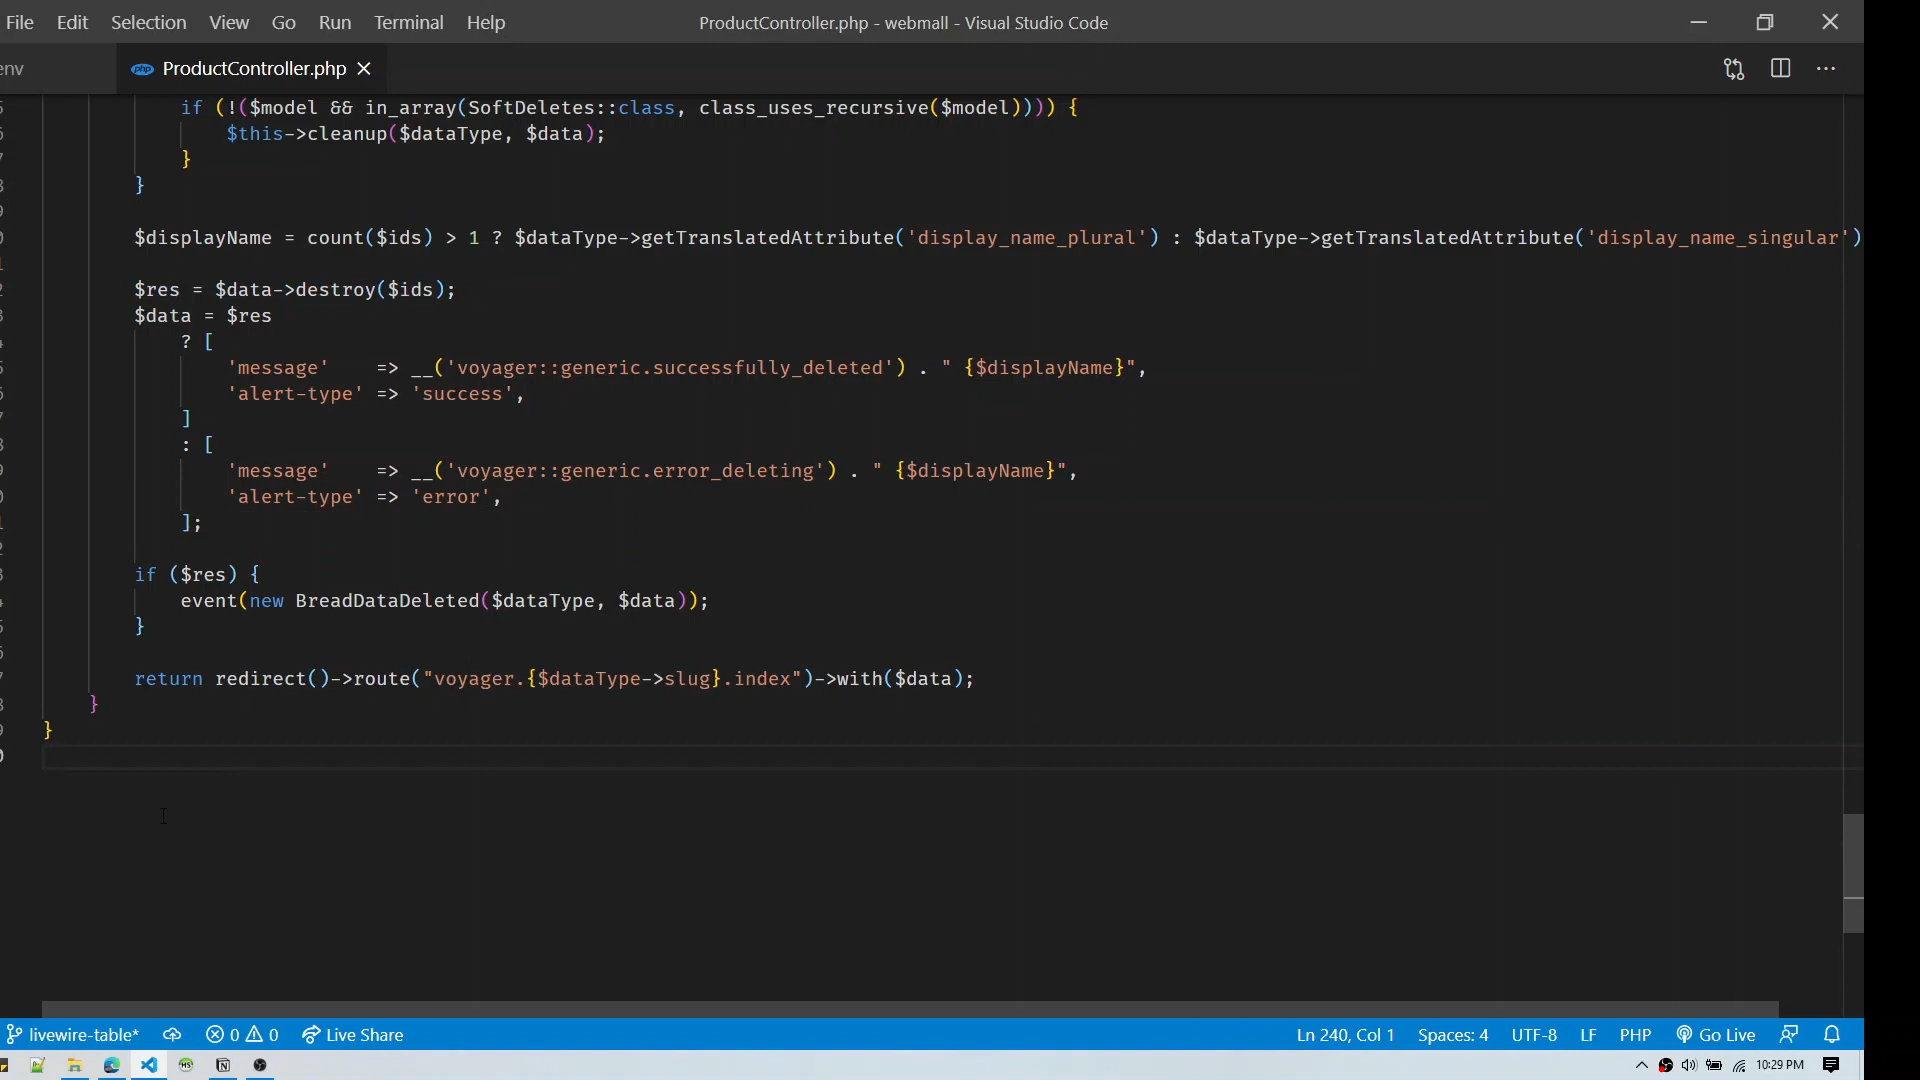 File Edit Selection View Go Run Terminal Help ProductController.php - webmall - Visual Studio Code
env ProductController.php
if (!($model && in_array(SoftDeletes::class, class_uses_recursive($model)))) {
$this->cleanup($dataType, $data);
}
}
$displayName = count($ids) > 1 ? $dataType->getTranslatedAttribute('display_name_plural') : $dataType->getTranslatedAttribute('display_name_singular')
$res = $data->destroy($ids);
$data = $res
? [
'message' => __('voyager::generic.successfully_deleted') . " {$displayName}",
'alert-type' => 'success',
]
: [
'message' => __('voyager::generic.error_deleting') . " {$displayName}",
'alert-type' => 'error',
];
if ($res) {
event(new BreadDataDeleted($dataType, $data));
}
return redirect()->route("voyager.{$dataType->slug}.index")->with($data);
}
}
livewire-table* 0 0 Live Share Ln 240, Col 1 Spaces: 4 UTF-8 LF PHP Go Live
10:29 PM